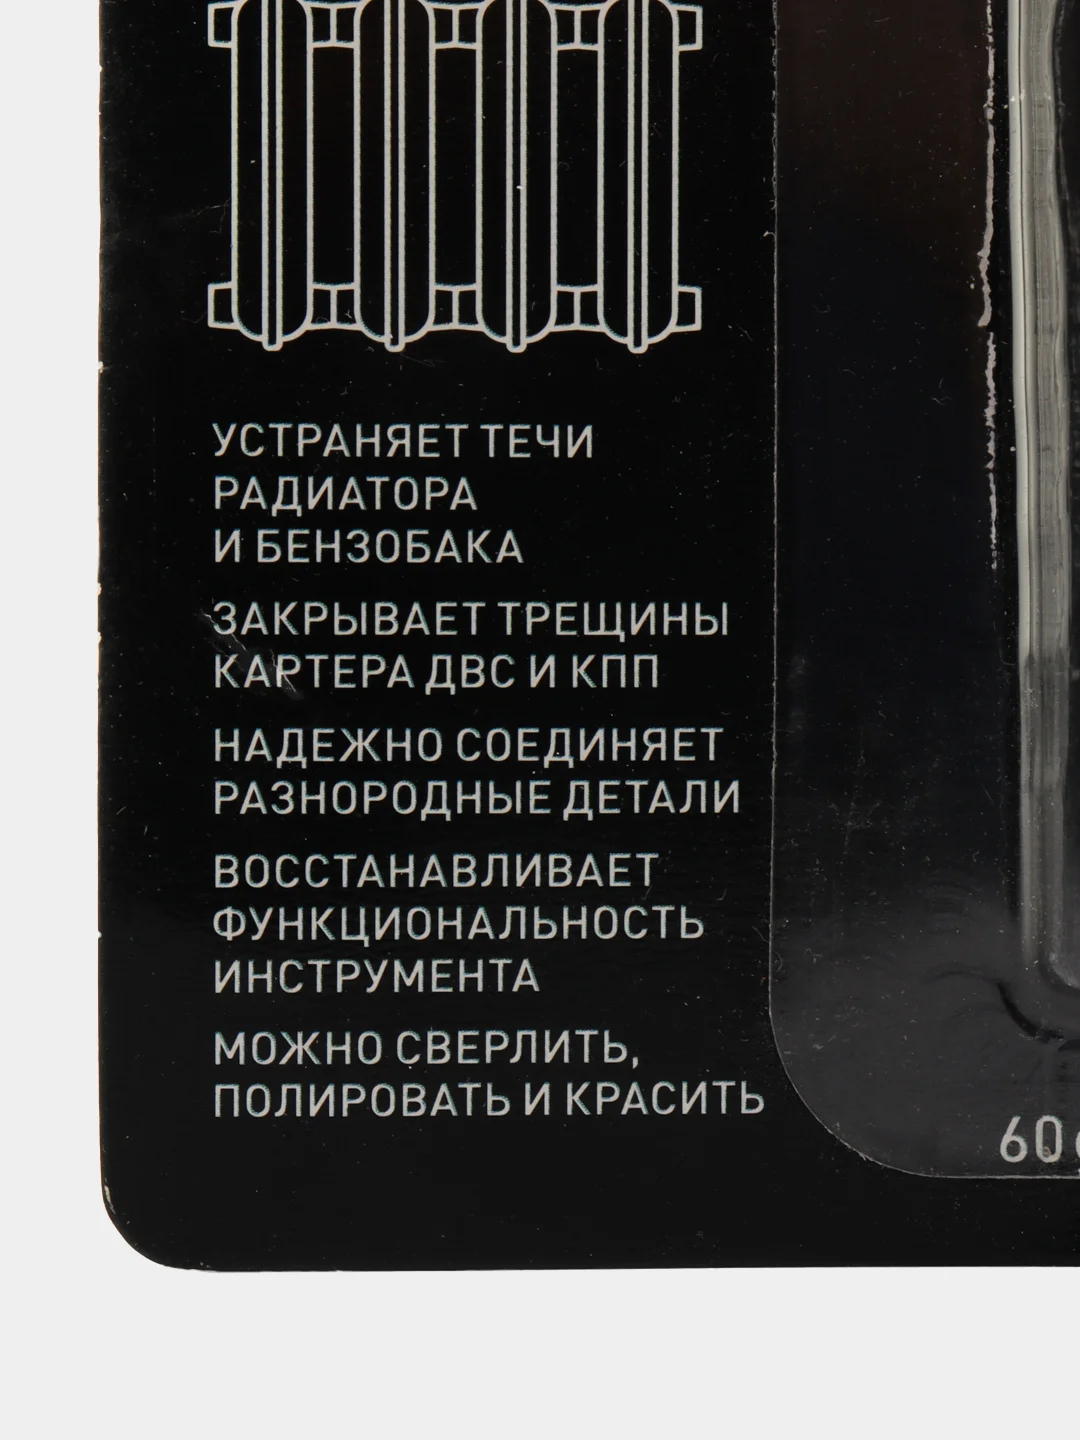 УСТРАНЯЕТ ТЕЧИ
РАДИАТОРА
И БЕНЗОБАКА
ЗАКРЫВАЕТ ТРЕЩИНЫ
КАРТЕРА ДВС И КПП
НАДЕЖНО СОЕДИНЯЕТ
РАЗНОРОДНЫЕ ДЕТАЛИ
ВОССТАНАВЛИВАЕТ
ФУНКЦИОНАЛЬНОСТЬ
ИНСТРУМЕНТА
МОЖНО СВЕРЛИТЬ,
ПОЛИРОВАТЬ И КРАСИТЬ
60